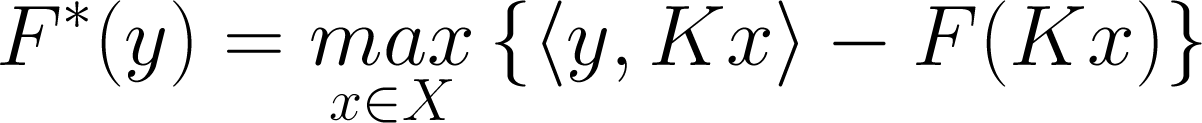 F*(y) = max_{x∈X} {⟨y, Kx⟩ − F(Kx)}